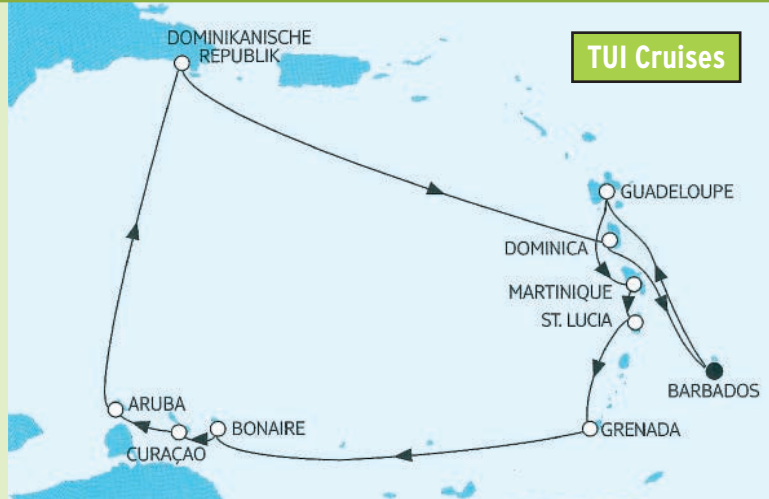 DOMINIKANISCHE
REPUBLIK
TUI Cruises
GUADELOUPE
DOMINICA
MARTINIQUE
ST. LUCIA
BARBADOS
ARUBA
BONAIRE
GRENADA
CURAÇAO